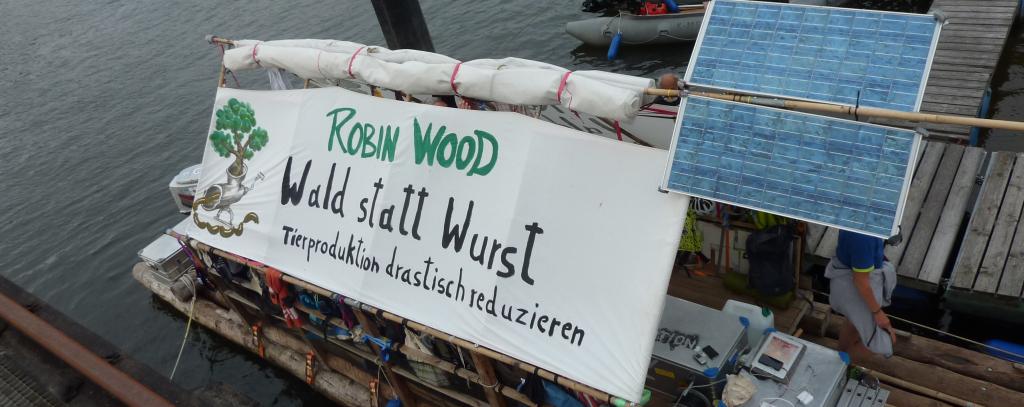 ROBIN WOOD
Wald statt Wurst
Tierproduktion drastisch reduzieren